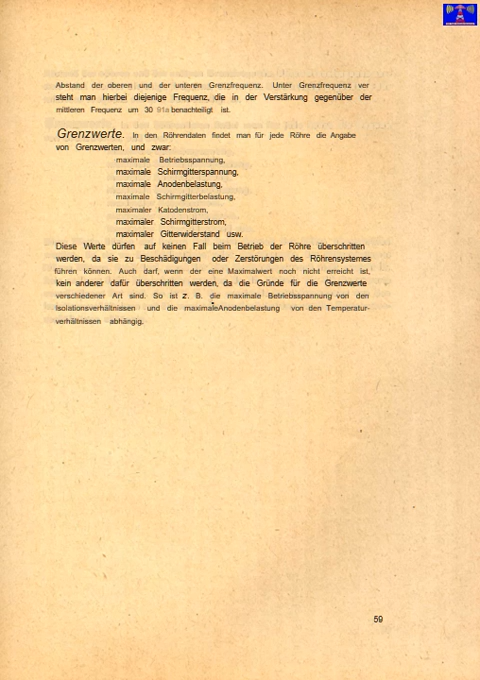 Abstand der oberen und der unteren Grenzfrequenz. Unter Grenzfrequenz ver
steht man hierbei diejenige Frequenz, die in der Verstärkung gegenüber der
mittleren Frequenz um 30 91a benachteiligt ist.
Grenzwerte. In den Röhrendaten findet man für jede Röhre die Angabe
von Grenzwerten, und zwar:
maximale Betriebsspannung,
maximale Schirmgitterspannung,
maximale Anodenbelastung,
maximale Schirmgitterbelastung,
maximaler Katodenstrom,
maximaler Schirmgitterstrom,
maximaler Gitterwiderstand usw.
Diese Werte dürfen auf keinen Fall beim Betrieb der Röhre überschritten
werden, da sie zu Beschädigungen oder Zerstörungen des Röhrensystemes
führen können. Auch darf, wenn der eine Maximalwert noch nicht erreicht ist,
kein anderer dafür überschritten werden, da die Gründe für die Grenzwerte
verschiedener Art sind. So ist z. B. die maximale Betriebsspannung von den
Isolationsverhältnissen und die maximaleAnodenbelastung von den Temperatur-
verhältnissen abhängig.
59